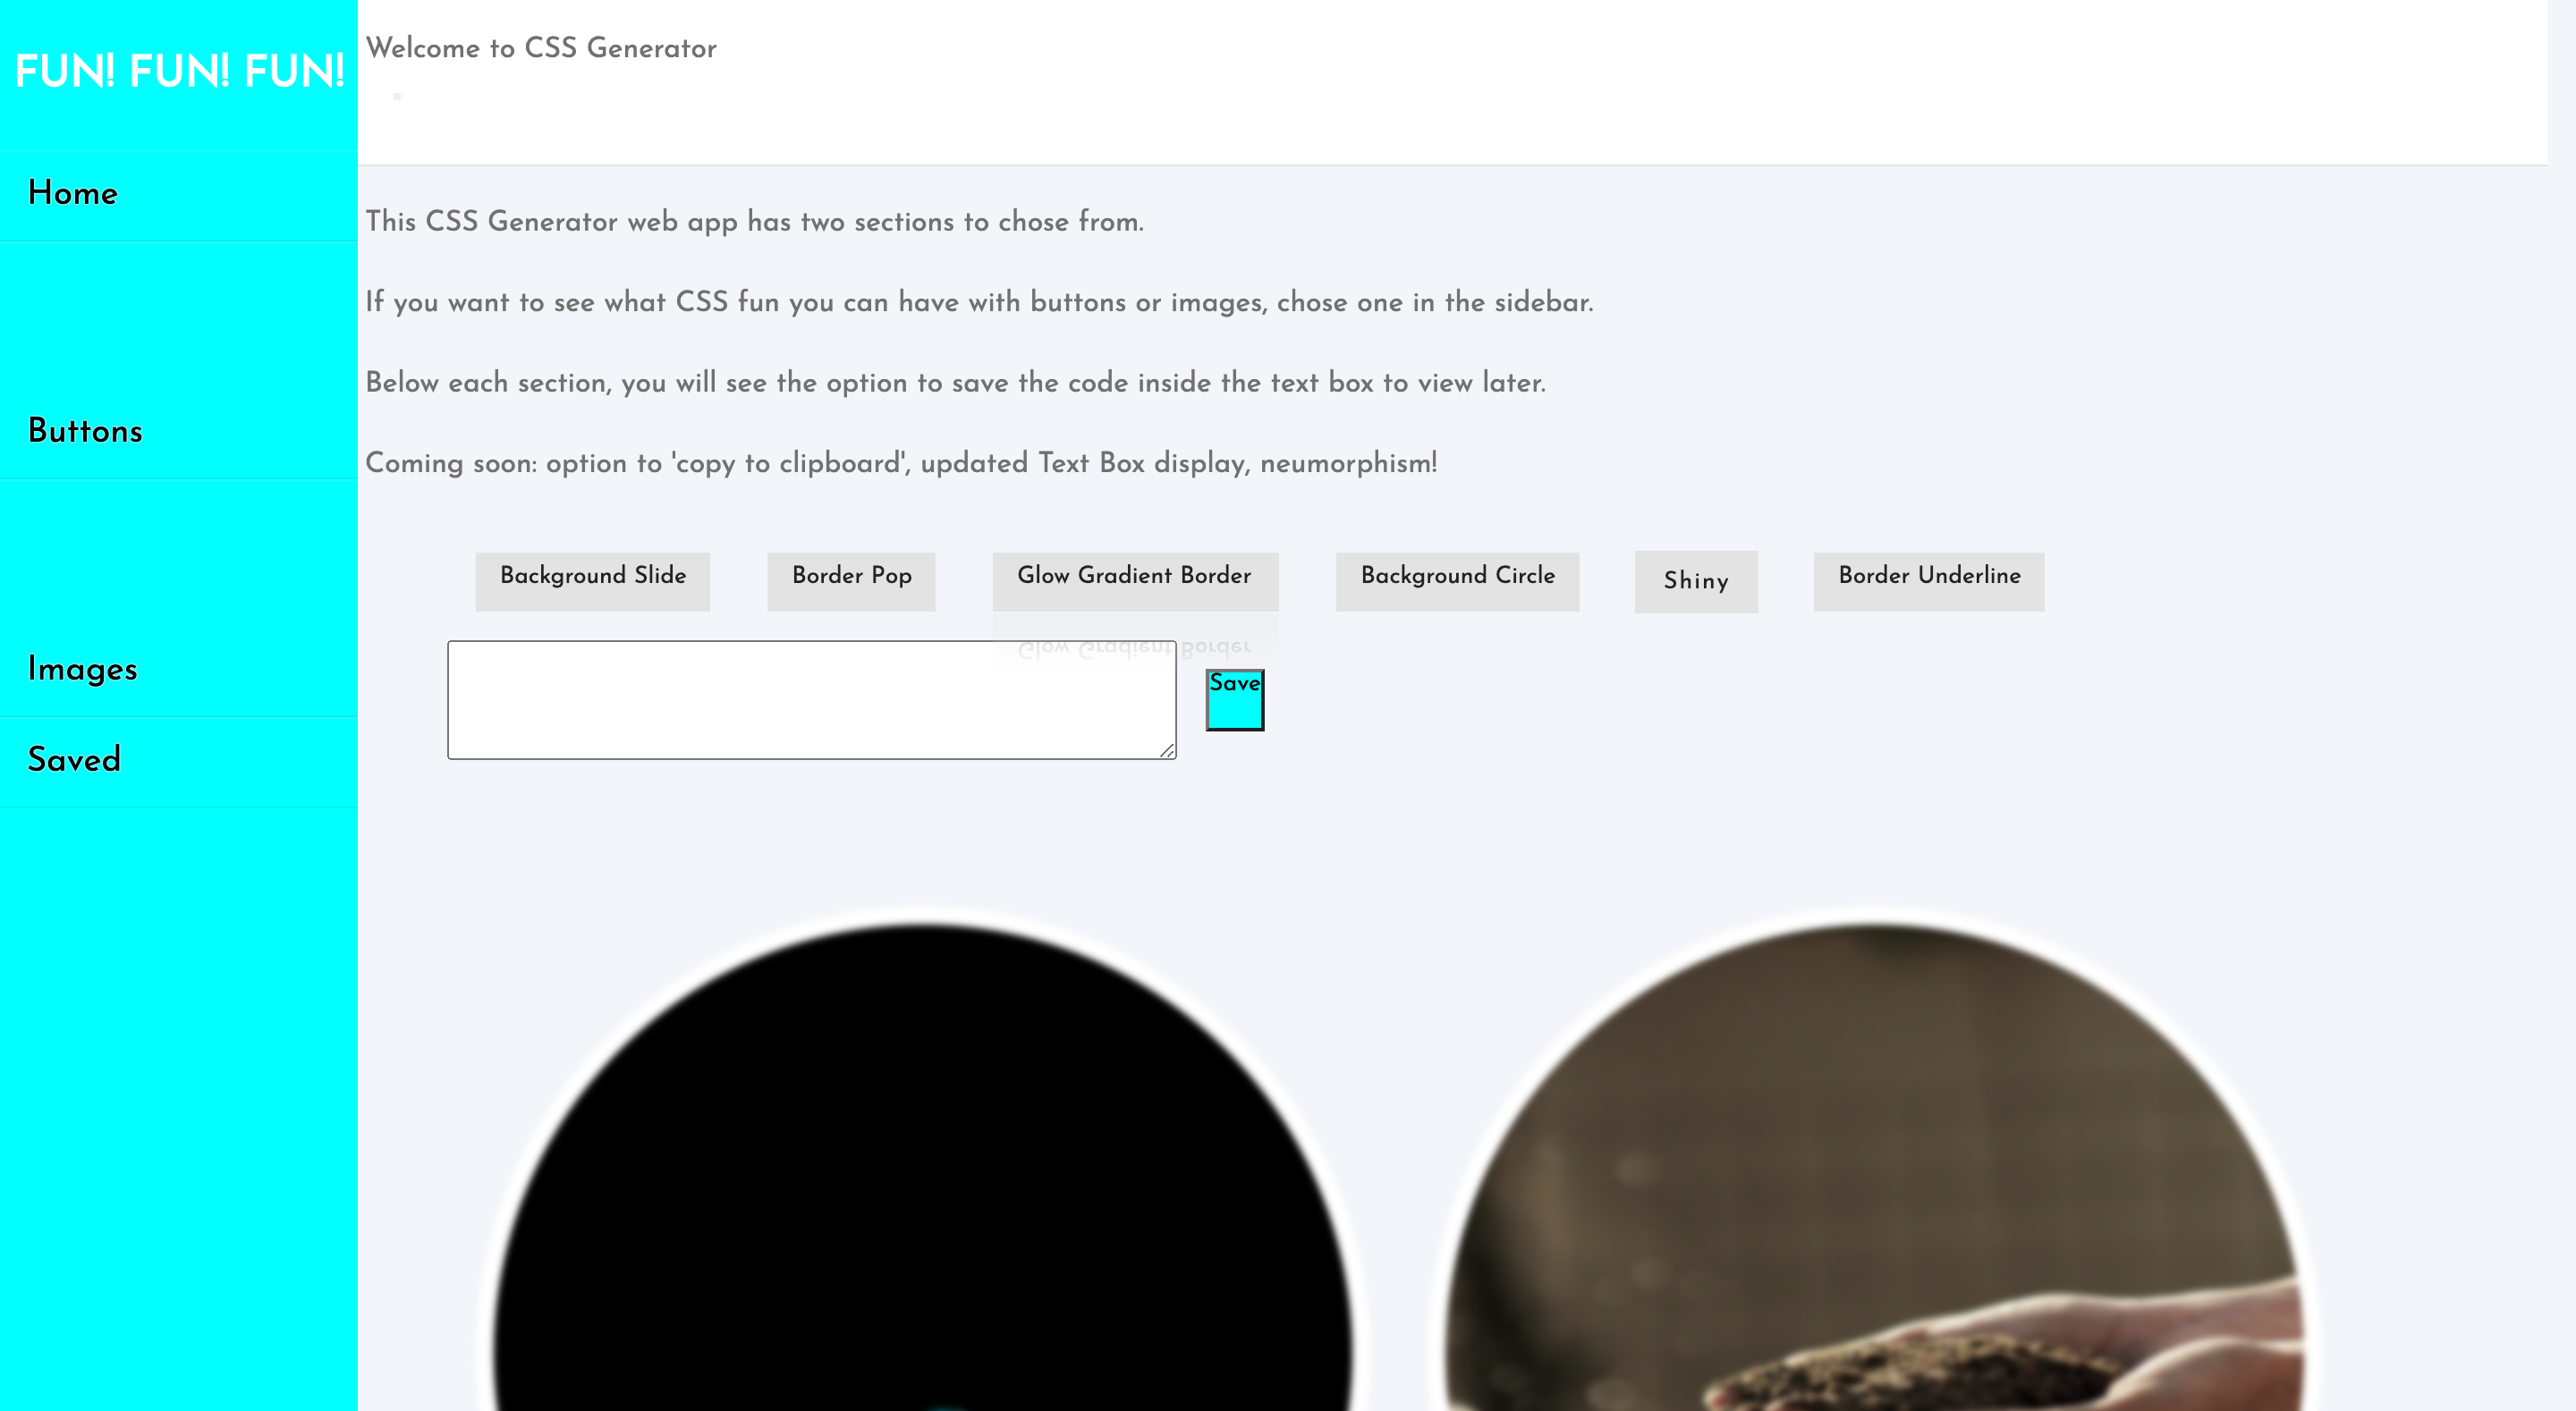 FUN! FUN! FUN!
Home
Buttons
Images
Saved
Welcome to CSS Generator
This CSS Generator web app has two sections to chose from.
If you want to see what CSS fun you can have with buttons or images, chose one in the sidebar.
Below each section, you will see the option to save the code inside the text box to view later.
Coming soon: option to 'copy to clipboard', updated Text Box display, neumorphism!
Background Slide
Border Pop
Glow Gradient Border
Background Circle
Shiny
Border Underline
Glow Gradient Border
Save